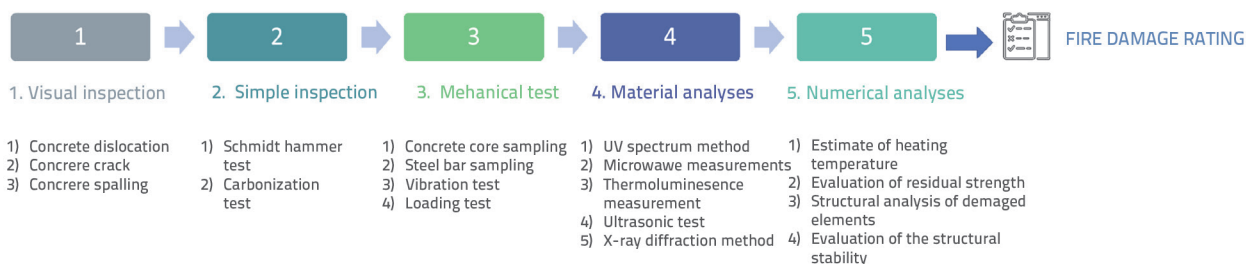 1
2
3
4
5
FIRE DAMAGE RATING
1. Visual inspection
1) Concrete dislocation
2) Concrere crack
3) Concrere spalling
2. Simple inspection
1) Schmidt hammer
test
2) Carbonization
test
3. Mehanical test
1) Concrete core sampling
2) Steel bar sampling
3) Vibration test
4) Loading test
4. Material analyses
1) UV spectrum method
2) Microwawe measurements
3) Thermoluminesence
measurement
4) Ultrasonic test
5) X-ray diffraction method
5. Numerical analyses
1) Estimate of heating
temperature
2) Evaluation of residual strength
3) Structural analysis of demaged
elements
4) Evaluation of the structural
stability